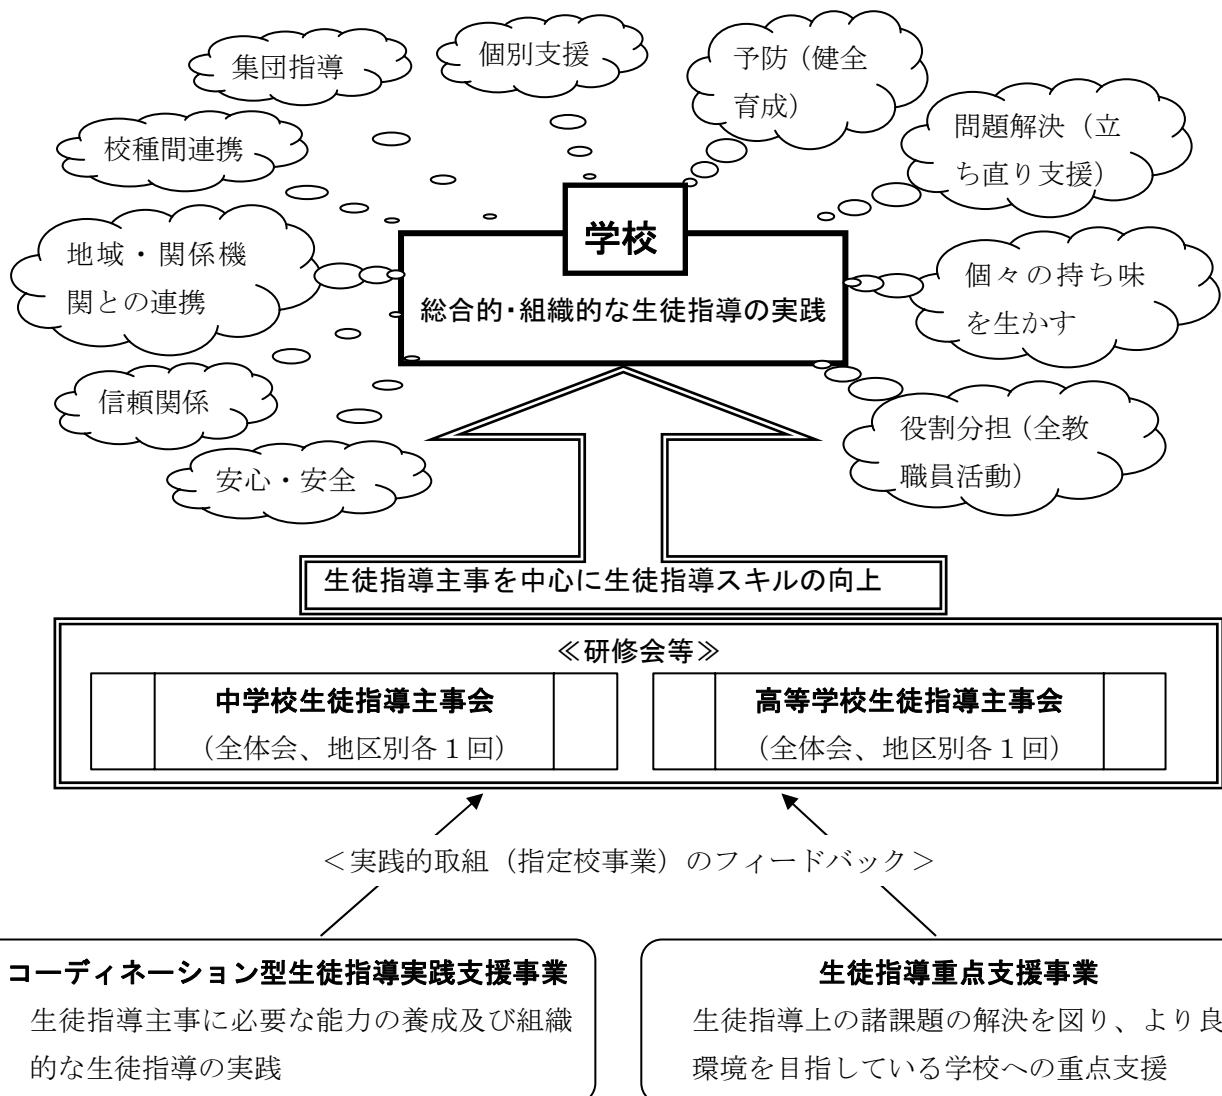 集団指導
個別支援
予防（健全
育成）
校種間連携
問題解決（立
ち直り支援）
学校
地域・関係機
関との連携
総合的･組織的な生徒指導の実践
個々の持ち味
を生かす
信頼関係
役割分担（全教
職員活動）
安心・安全
生徒指導主事を中心に生徒指導スキルの向上
≪研修会等≫
中学校生徒指導主事会
（全体会、地区別各１回）
高等学校生徒指導主事会
（全体会、地区別各１回）
＜実践的取組（指定校事業）のフィードバック＞
コーディネーション型生徒指導実践支援事業
生徒指導主事に必要な能力の養成及び組織
的な生徒指導の実践
生徒指導重点支援事業
生徒指導上の諸課題の解決を図り、より良
環境を目指している学校への重点支援